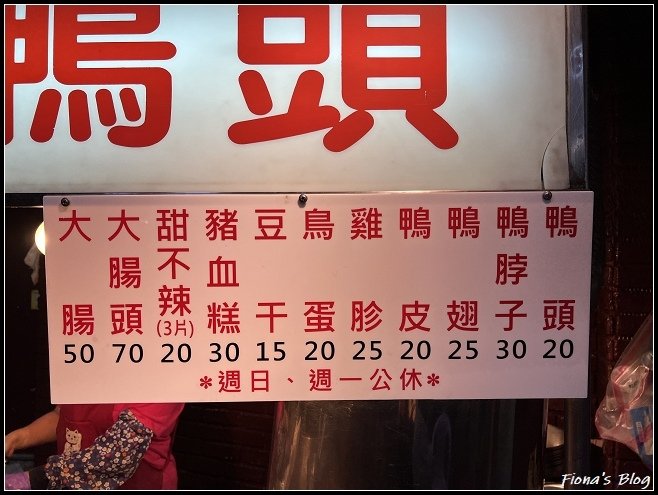 鴨頭
鴨頭 20
鴨脖子 30
鴨翅 25
鴨皮 20
雞胗 25
鳥蛋 20
豆干 15
豬血糕 30
甜不辣(3片) 20
大腸頭 70
大腸 50
*週日、週一公休*
Fiona's Blog